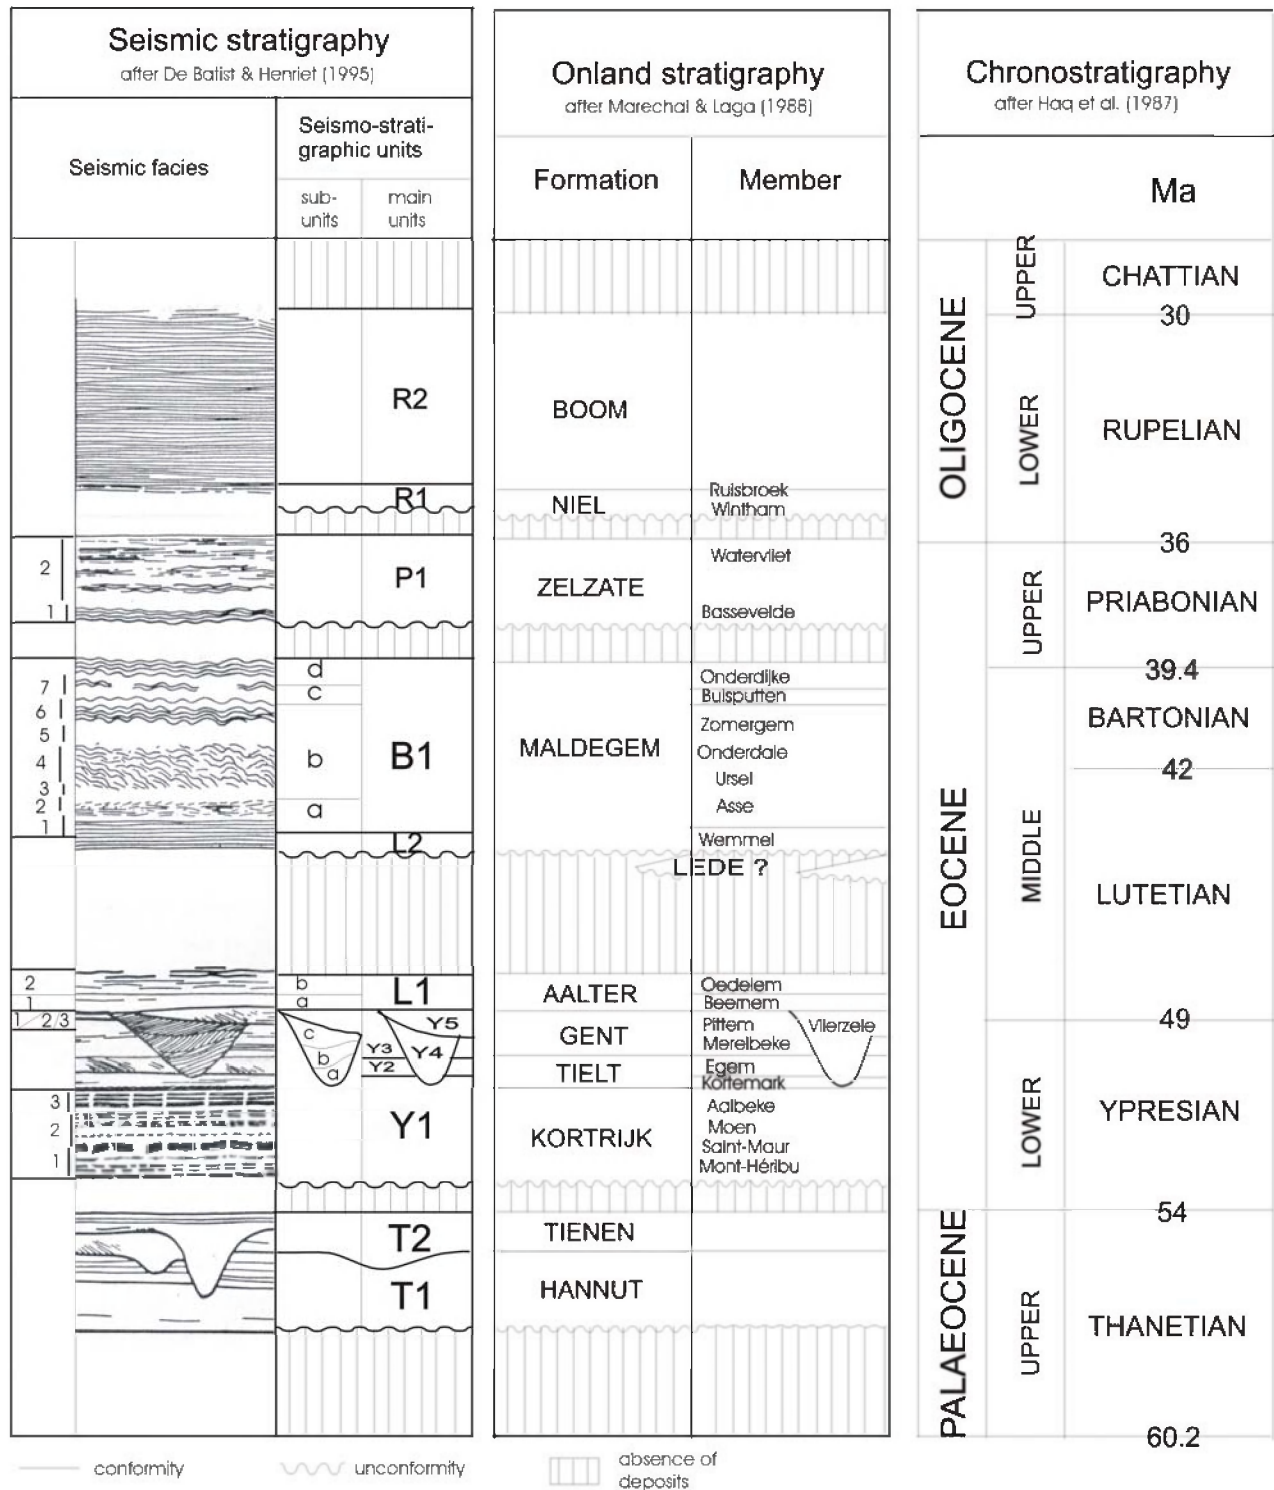 Seismic stratigraphy
after De Batist & Henriet (1995)
Seismic facies
Seismo-strati-
graphic units
sub-
units
main
units
R2
R1
2
1
P1
7
6
5
4
3
2
1
d
c
b
a
B1
L2
2
1
b
a
L1
1
2/3
c
b
a
Y5
Y3
Y4
Y2
3
2
1
Y1
T2
T1
Onland stratigraphy
after Marechal & Laga (1988)
Formation
Member
BOOM
NIEL
Ruisbroek
Wintham
ZELZATE
Watervliet
Bassevelde
MALDEGEM
Onderdijke
Buisputten
Zomergem
Onderdale
Ursel
Asse
Wemmel
LEDE ?
AALTER
Oedelem
Beernem
GENT
Pittem
Merelbeke
Vlierzele
TIELT
Egem
Kortemark
KORTRIJK
Aalbeke
Moen
Saint-Maur
Mont-Héribu
TIENEN
HANNUT
Chronostratigraphy
after Haq et al. (1987)
Ma
OLIGOCENE
UPPER
CHATTIAN
30
LOWER
RUPELIAN
36
EOCENE
UPPER
PRIABONIAN
39.4
MIDDLE
BARTONIAN
42
LUTETIAN
49
LOWER
YPRESIAN
54
PALAEOCENE
UPPER
THANETIAN
60.2
conformity
unconformity
absence of
deposits